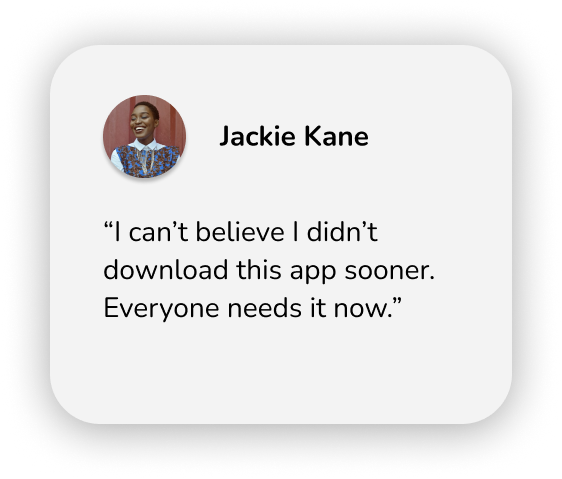 Jackie Kane
“I can’t believe I didn’t
download this app sooner.
Everyone needs it now.”